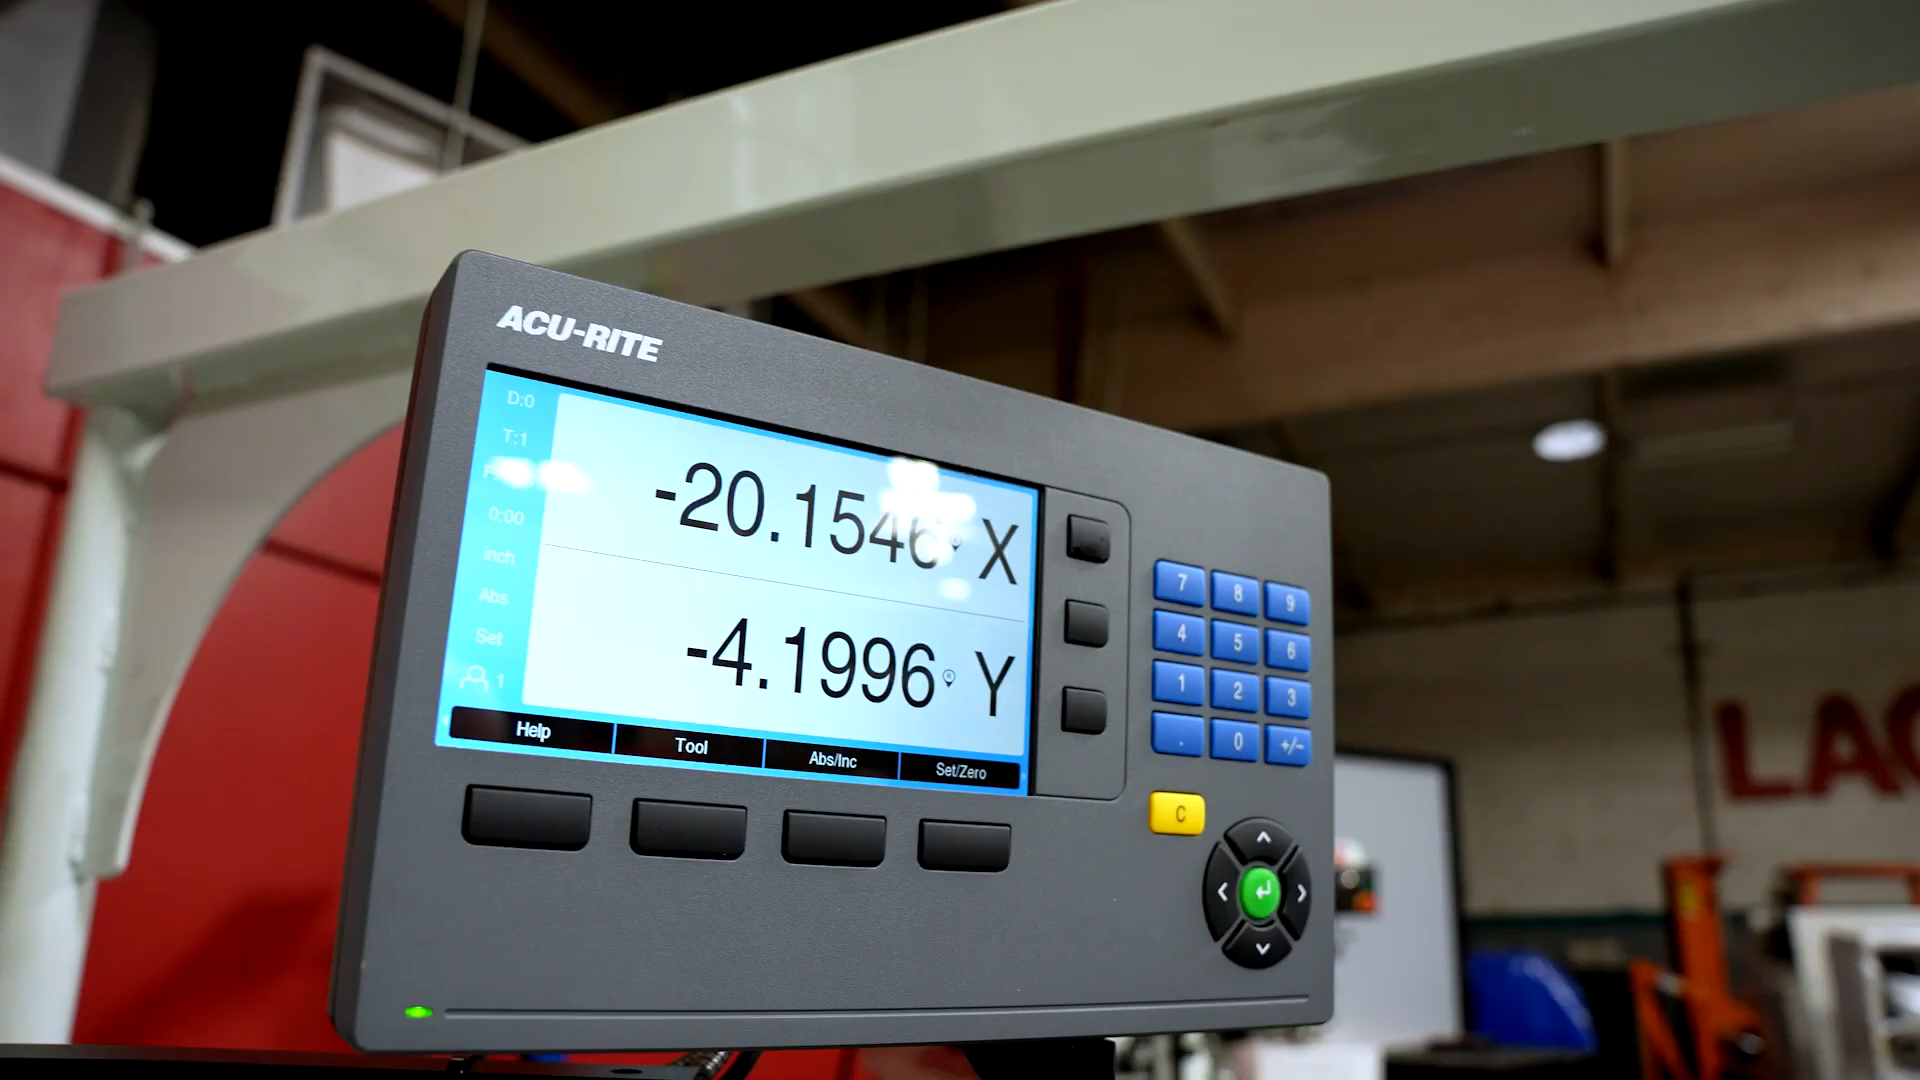 ACU-RITE
D:0
T:1
0:00
inch
Abs
Set
1
-20.1546 X
-4.1996 Y
Help Tool Abs/Inc Set/Zero
7 8 9
4 5 6
1 2 3
. 0 +/-
C